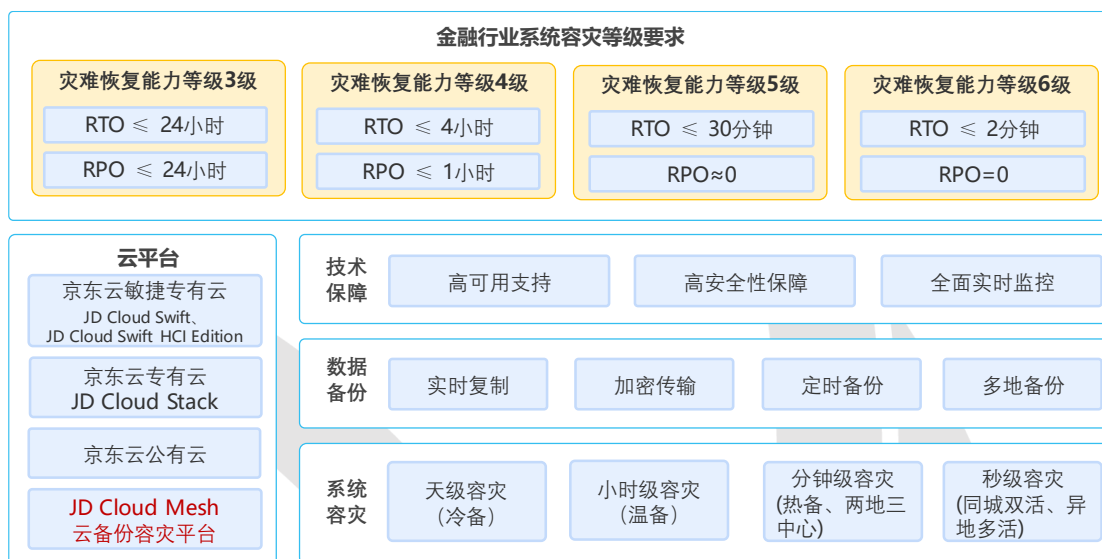 金融行业系统容灾等级要求
灾难恢复能力等级3级
RTO ≤ 24小时
RPO ≤ 24小时
灾难恢复能力等级4级
RTO ≤ 4小时
RPO ≤ 1小时
灾难恢复能力等级5级
RTO ≤ 30分钟
RPO≈0
灾难恢复能力等级6级
RTO ≤ 2分钟
RPO=0
云平台
京东云敏捷专有云
JD Cloud Swift、
JD Cloud Swift HCI Edition
京东云专有云
JD Cloud Stack
京东云公有云
JD Cloud Mesh
云备份容灾平台
技术
保障
高可用支持
高安全性保障
全面实时监控
数据
备份
实时复制
加密传输
定时备份
多地备份
系统
容灾
天级容灾
（冷备）
小时级容灾
（温备）
分钟级容灾
(热备、两地三
中心)
秒级容灾
(同城双活、异
地多活)